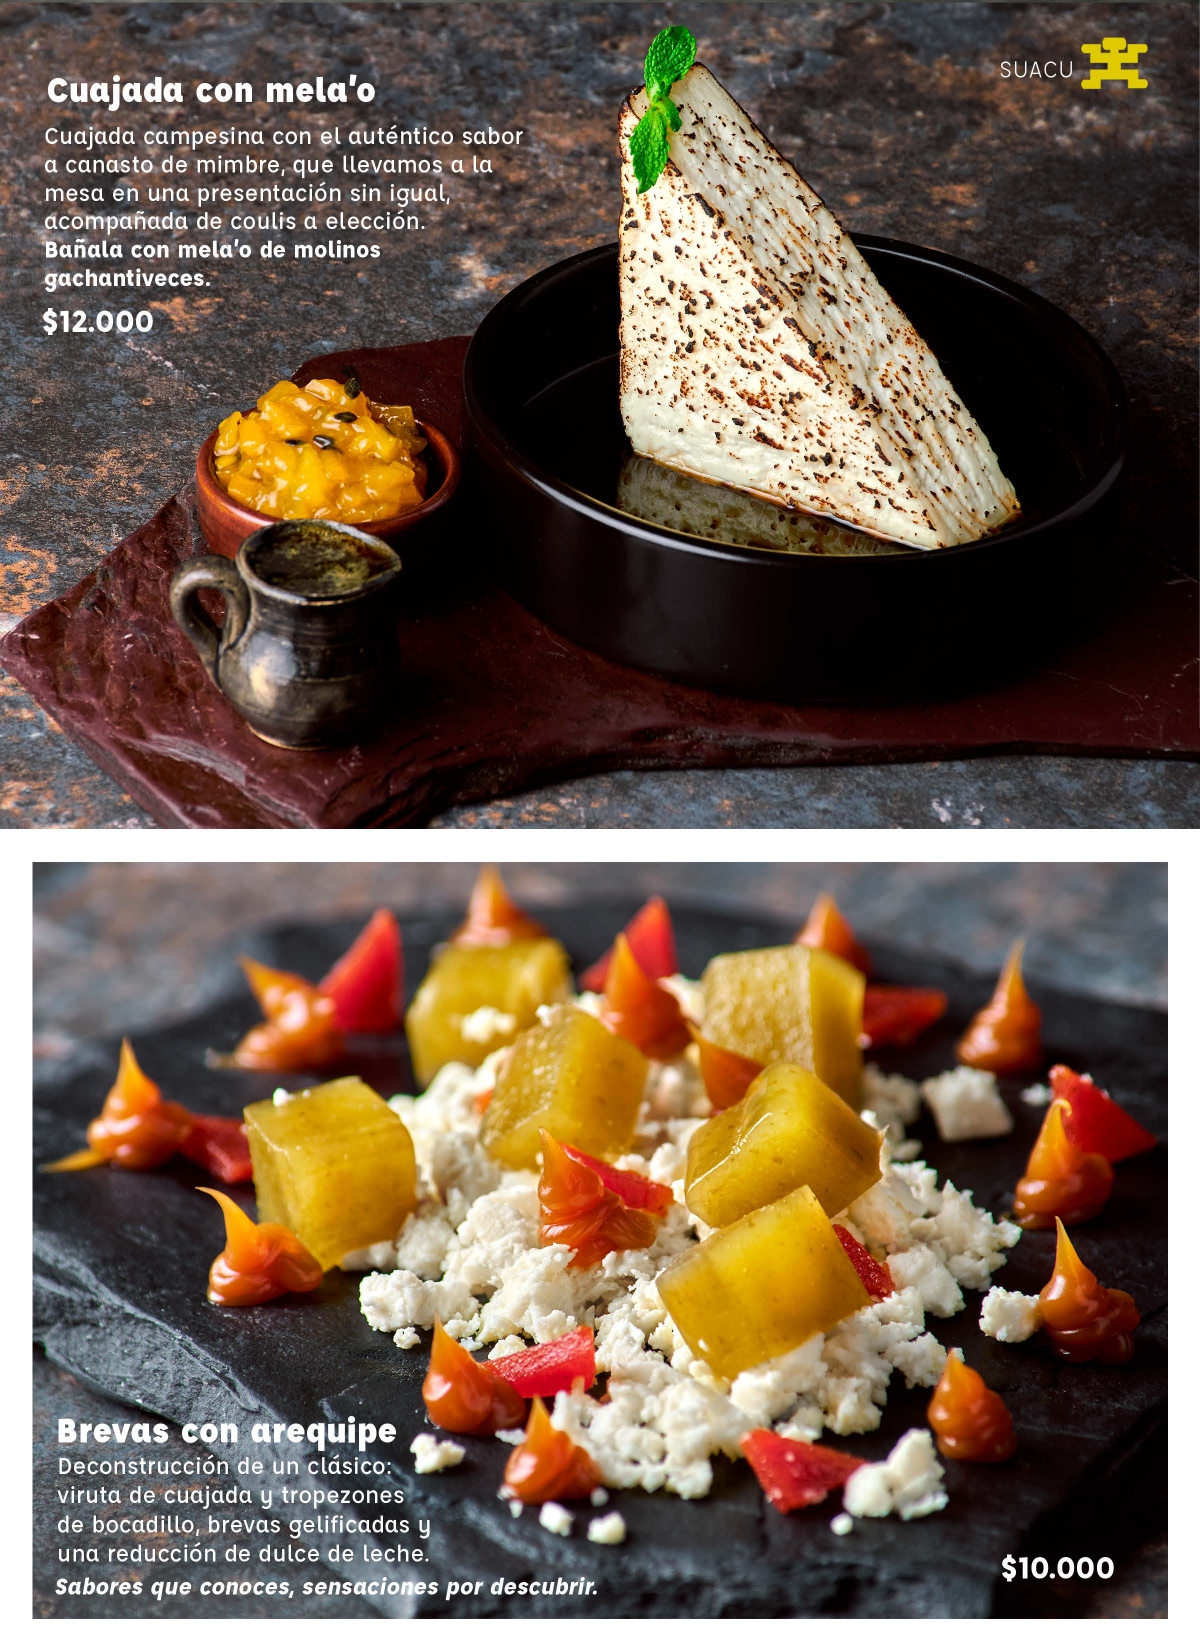 SUACU
Cuajada con mela'o
Cuajada campesina con el auténtico sabor
a canasto de mimbre, que llevamos a la
mesa en una presentación sin igual,
acompañada de coulis a elección.
Bañala con mela'o de molinos
gachantiveces.
$12.000
Brevas con arequipe
Deconstrucción de un clásico:
viruta de cuajada y tropezones
de bocadillo, brevas gelificadas y
una reducción de dulce de leche.
Sabores que conoces, sensaciones por descubrir.
$10.000